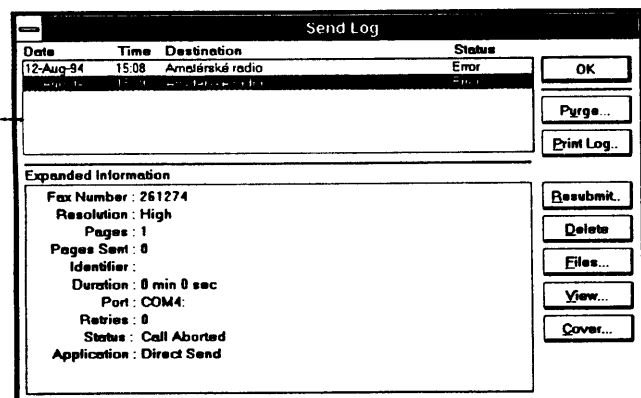 Send Log
Date Time Destination Status
12-Aug-94 15:08 Amatérské radio Error
OK
Purge...
Print Log..
Expanded Information
Fax Number : 261274
Resolution : High
Pages : 1
Pages Sent : 0
Identifier :
Duration : 0 min 0 sec
Port : COM4:
Retries : 0
Status : Call Aborted
Application : Direct Send
Resubmit..
Delete
Files...
View...
Cover...